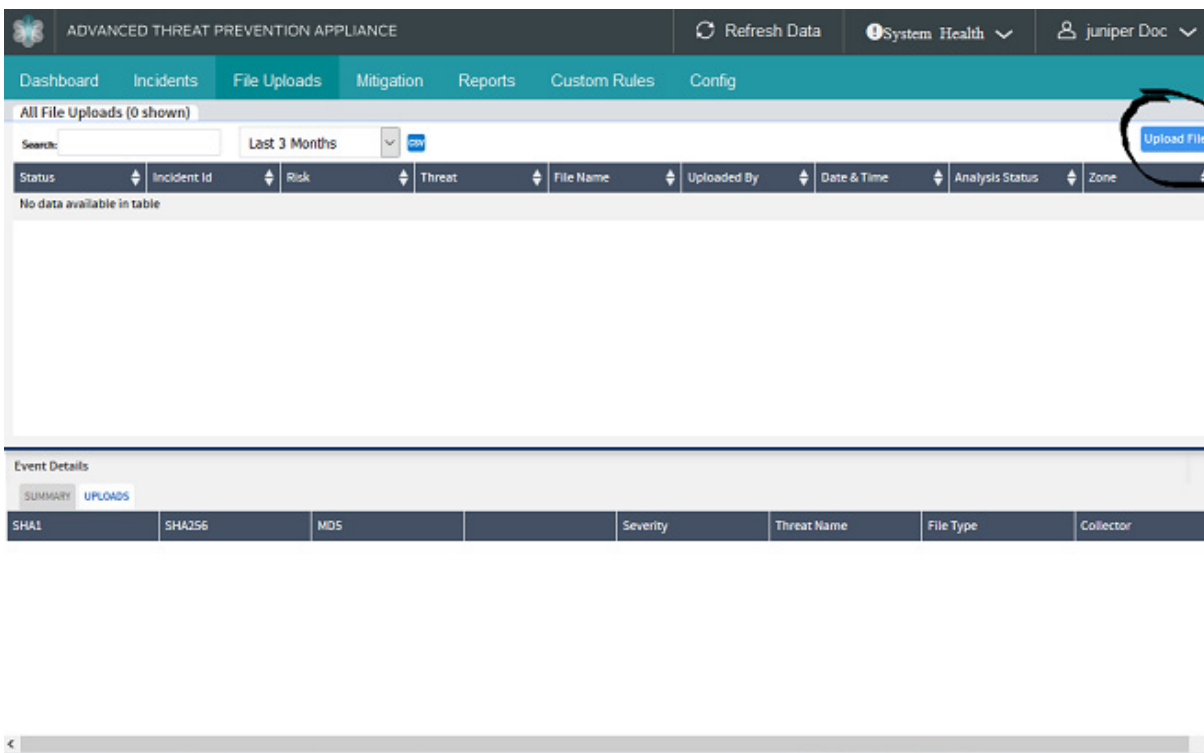 ADVANCED THREAT PREVENTION APPLIANCE Refresh Data System Health juniper Doc
Dashboard Incidents File Uploads Mitigation Reports Custom Rules Config
All File Uploads (0 shown)
Search: Last 3 Months CSV Upload File
Status Incident Id Risk Threat File Name Uploaded By Date & Time Analysis Status Zone
No data available in table
Event Details
SUMMARY UPLOADS
SHA1 SHA256 MD5 Severity Threat Name File Type Collector